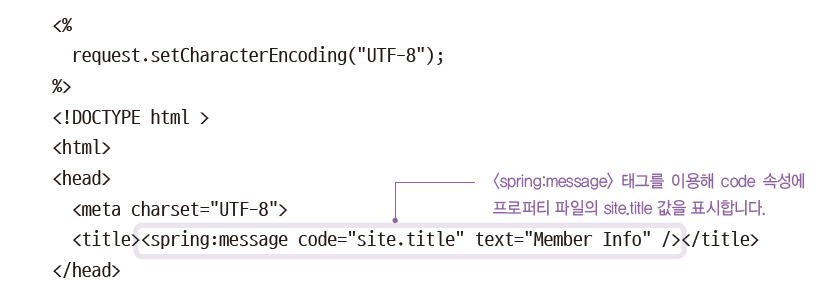 <%
request.setCharacterEncoding("UTF-8");
%>
<!DOCTYPE html >
<html>
<head>
〈spring:message〉 태그를 이용해 code 속성에
<meta charset="UTF-8">
프로퍼티 파일의 site.title 값을 표시합니다.
<title><spring:message code="site.title" text="Member Info" /></title>
</head>